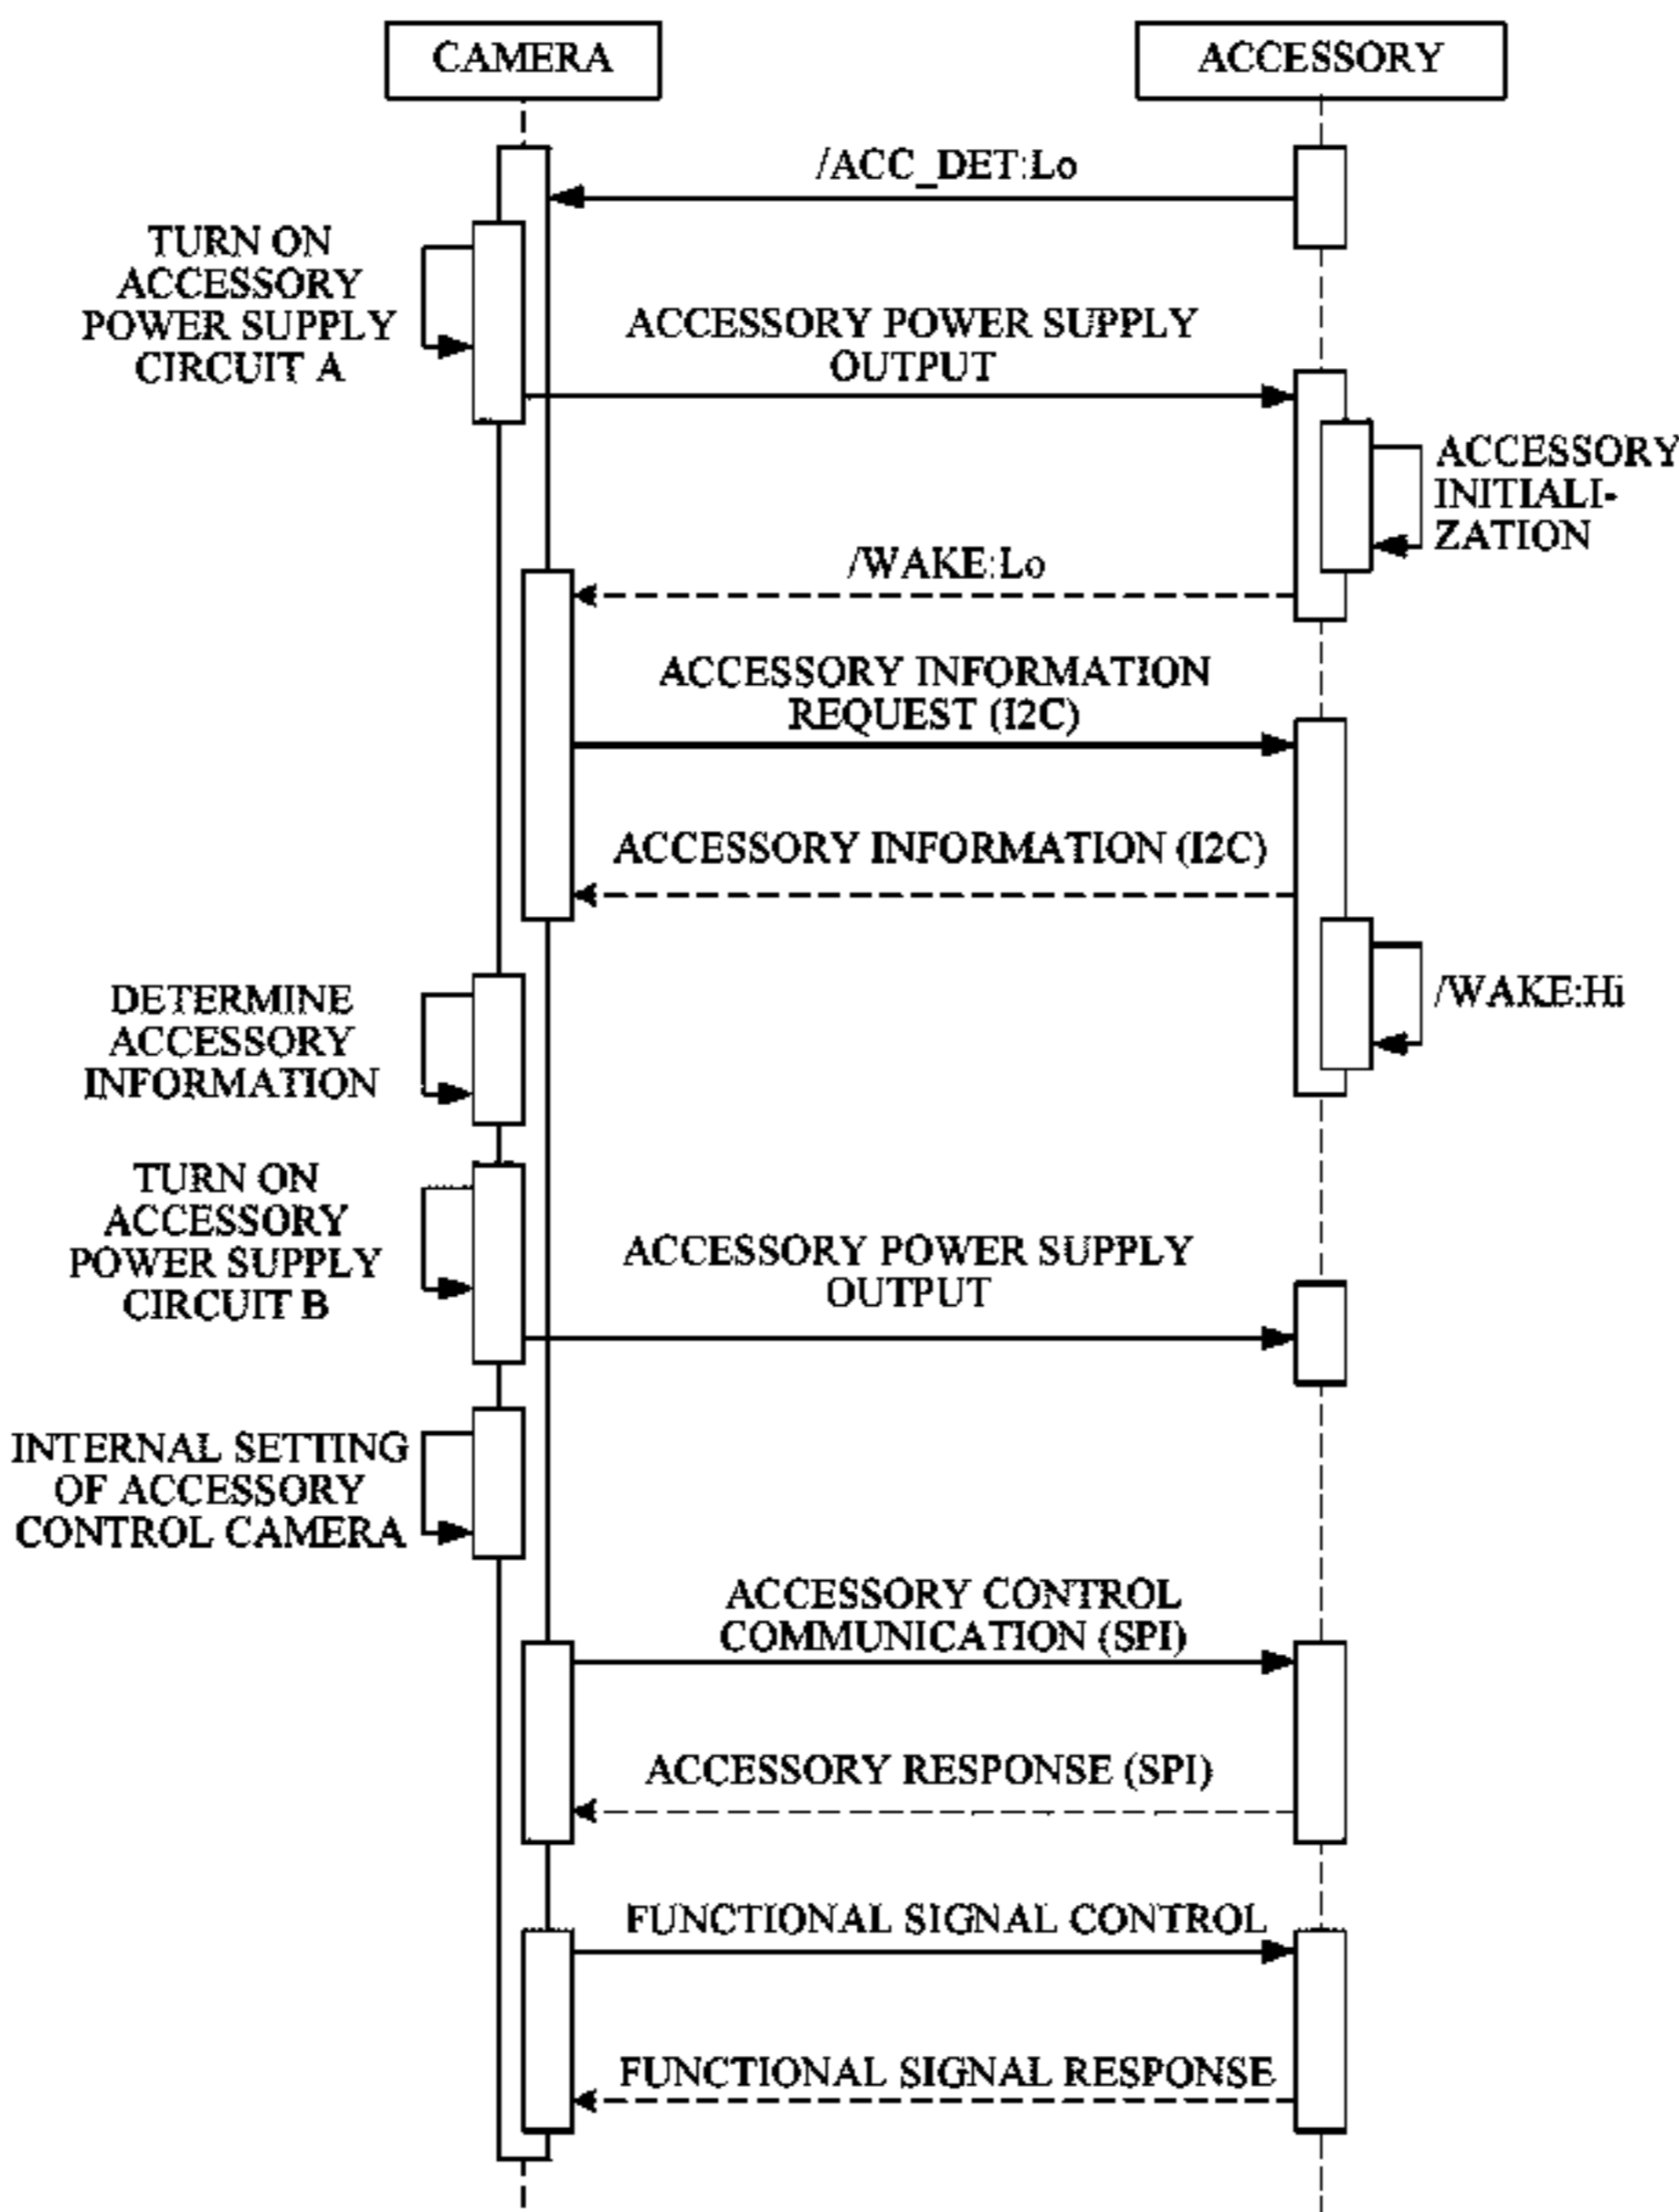 CAMERA
ACCESSORY
/ACC_DET:Lo
TURN ON
ACCESSORY
POWER SUPPLY
CIRCUIT A
ACCESSORY POWER SUPPLY
OUTPUT
ACCESSORY
INITIALI-
ZATION
/WAKE:Lo
ACCESSORY INFORMATION
REQUEST (I2C)
ACCESSORY INFORMATION (I2C)
/WAKE:Hi
DETERMINE
ACCESSORY
INFORMATION
TURN ON
ACCESSORY
POWER SUPPLY
CIRCUIT B
ACCESSORY POWER SUPPLY
OUTPUT
INTERNAL SETTING
OF ACCESSORY
CONTROL CAMERA
ACCESSORY CONTROL
COMMUNICATION (SPI)
ACCESSORY RESPONSE (SPI)
FUNCTIONAL SIGNAL CONTROL
FUNCTIONAL SIGNAL RESPONSE